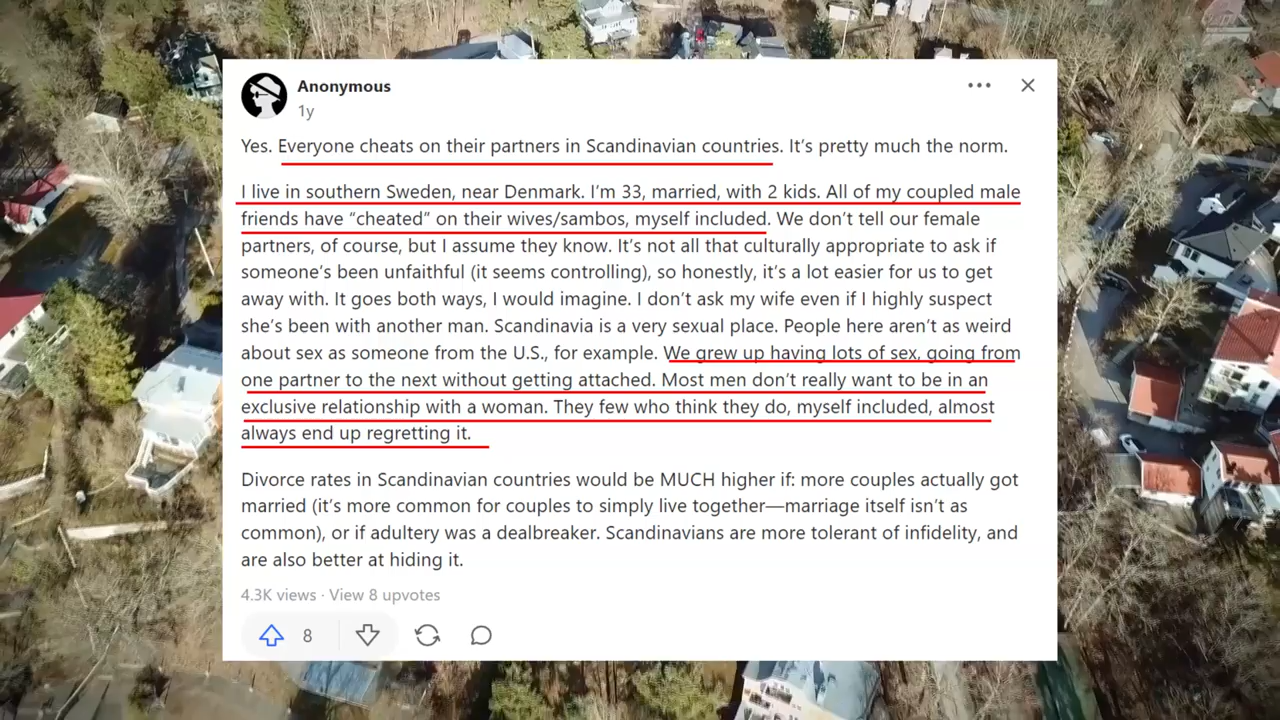 Anonymous
1y
Yes. Everyone cheats on their partners in Scandinavian countries. It’s pretty much the norm.
I live in southern Sweden, near Denmark. I’m 33, married, with 2 kids. All of my coupled male
friends have “cheated” on their wives/sambos, myself included. We don’t tell our female
partners, of course, but I assume they know. It’s not all that culturally appropriate to ask if
someone’s been unfaithful (it seems controlling), so honestly, it’s a lot easier for us to get
away with. It goes both ways, I would imagine. I don’t ask my wife even if I highly suspect
she’s been with another man. Scandinavia is a very sexual place. People here aren’t as weird
about sex as someone from the U.S., for example. We grew up having lots of sex, going from
one partner to the next without getting attached. Most men don’t really want to be in an
exclusive relationship with a woman. They few who think they do, myself included, almost
always end up regretting it.
Divorce rates in Scandinavian countries would be MUCH higher if: more couples actually got
married (it’s more common for couples to simply live together—marriage itself isn’t as
common), or if adultery was a dealbreaker. Scandinavians are more tolerant of infidelity, and
are also better at hiding it.
4.3K views · View 8 upvotes
8